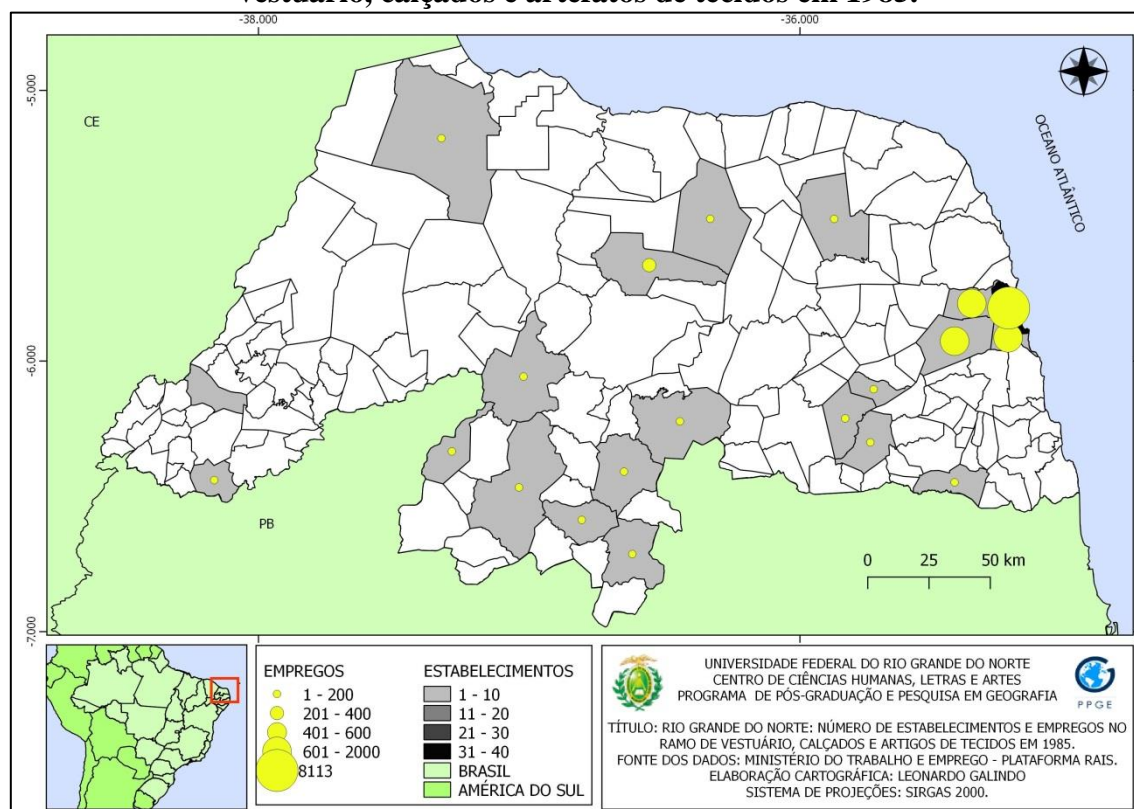 vestuário, calçados e artefatos de tecidos em 1985.
-38.000
-36.000
-5.000
-6.000
-7.000
CE
PB
OCEANO ATLÂNTICO
0 25 50 km
EMPREGOS
1 - 200
201 - 400
401 - 600
601 - 2000
8113
ESTABELECIMENTOS
1 - 10
11 - 20
21 - 30
31 - 40
BRASIL
AMÉRICA DO SUL
UNIVERSIDADE FEDERAL DO RIO GRANDE DO NORTE
CENTRO DE CIÊNCIAS HUMANAS, LETRAS E ARTES
PROGRAMA DE PÓS-GRADUAÇÃO E PESQUISA EM GEOGRAFIA
PPGE
TÍTULO: RIO GRANDE DO NORTE: NÚMERO DE ESTABELECIMENTOS E EMPREGOS NO
RAMO DE VESTUÁRIO, CALÇADOS E ARTIGOS DE TECIDOS EM 1985.
FONTE DOS DADOS: MINISTÉRIO DO TRABALHO E EMPREGO - PLATAFORMA RAIS.
ELABORAÇÃO CARTOGRÁFICA: LEONARDO GALINDO
SISTEMA DE PROJEÇÕES: SIRGAS 2000.